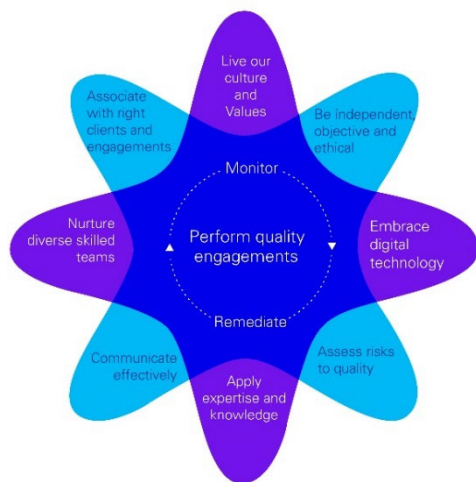 Live our
culture
and
Values
Associate
with right
clients and
engagements
Be independent,
objective and
ethical
Monitor
Nurture
diverse skilled
teams
Perform quality
engagements
Embrace
digital
technology
Remediate
Communicate
effectively
Assess risks
to quality
Apply
expertise and
knowledge